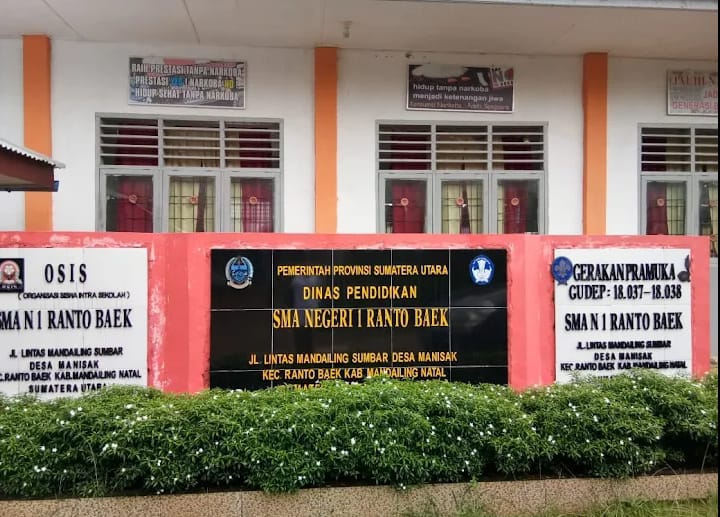 RAIH PRESTASI TANPA NARKOBA
PRESTASI YES ! NARKOBA NO
HIDUP SEHAT TANPA NARKOBA
hidup tanpa narkoba
menjadi ketenangan jiwa
JAUHI
GENERASI
OSIS
(ORGANISASI SISWA INTRA SEKOLAH)
SMA N 1 RANTO BAEK
JL. LINTAS MANDAILING SUMBAR
DESA MANISAK
KEC.RANTO BAEK KAB.MANDAILING NATAL
SUMATERA UTARA
PEMERINTAH PROVINSI SUMATERA UTARA
DINAS PENDIDIKAN
SMA NEGERI 1 RANTO BAEK
JL. LINTAS MANDAILING SUMBAR DESA MANISAK
KEC. RANTO BAEK KAB MANDAILING NATAL
GERAKAN PRAMUKA
GUDEP : 18.037-18.038
SMA N 1 RANTO BAEK
JL. LINTAS MANDAILING SUMBAR
DESA MANISAK
KEC.RANTO BAEK KAB.MANDAILING NATAL